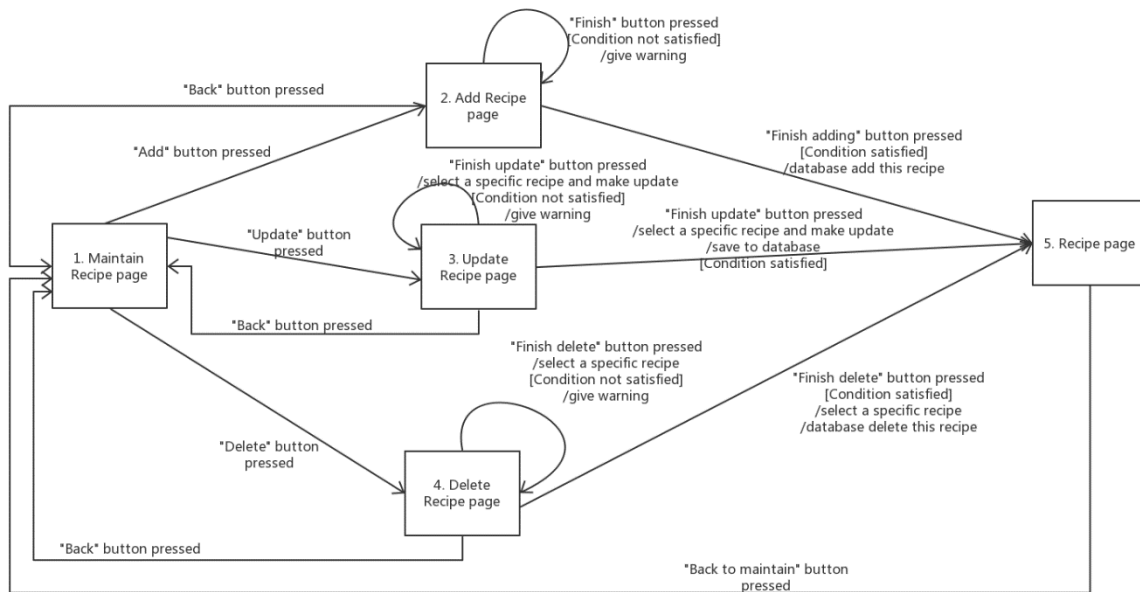 "Finish" button pressed
[Condition not satisfied]
/give warning
"Back" button pressed
2. Add Recipe
page
"Add" button pressed
"Finish adding" button pressed
[Condition satisfied]
/database add this recipe
"Finish update" button pressed
/select a specific recipe and make update
[Condition not satisfied]
/give warning
"Finish update" button pressed
/select a specific recipe and make update
/save to database
[Condition satisfied]
"Update" button
pressed
1. Maintain
Recipe page
3. Update
Recipe page
5. Recipe page
"Back" button pressed
"Finish delete" button pressed
/select a specific recipe
[Condition not satisfied]
/give warning
"Finish delete" button pressed
[Condition satisfied]
/select a specific recipe
/database delete this recipe
"Delete" button
pressed
4. Delete
Recipe page
"Back" button pressed
"Back to maintain" button
pressed